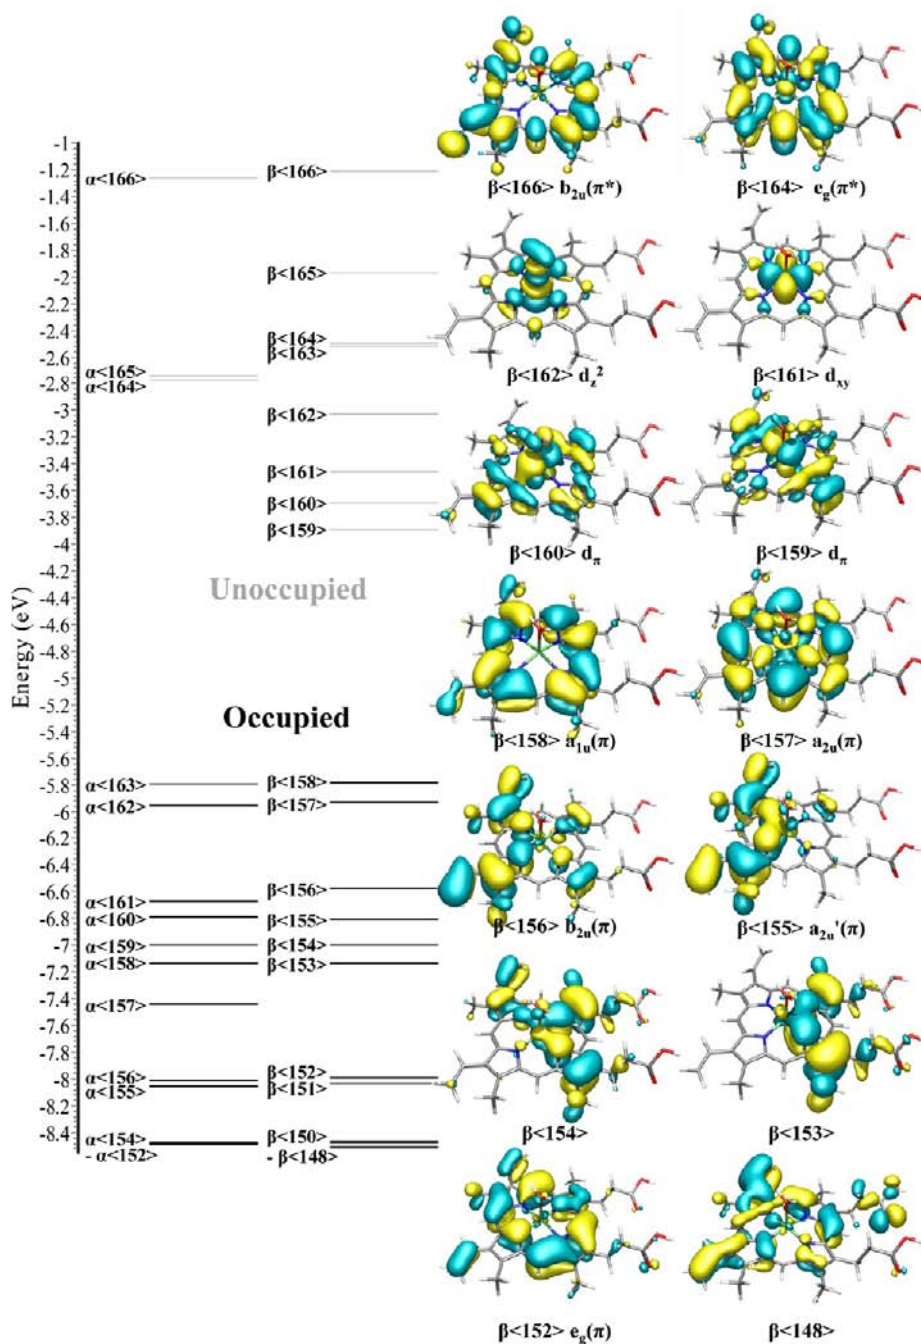 -1
-1.2
-1.4
-1.6
-1.8
-2
-2.2
-2.4
-2.6
-2.8
-3
-3.2
-3.4
-3.6
-3.8
-4
-4.2
-4.4
-4.6
-4.8
-5
-5.2
-5.4
-5.6
-5.8
-6
-6.2
-6.4
-6.6
-6.8
-7
-7.2
-7.4
-7.6
-7.8
-8
-8.2
-8.4
Energy (eV)
α<166>
α<165>
α<164>
α<163>
α<162>
α<161>
α<160>
α<159>
α<158>
α<157>
α<156>
α<155>
α<154>
- α<152>
β<166>
β<165>
β<164>
β<163>
β<162>
β<161>
β<160>
β<159>
Unoccupied
Occupied
β<158>
β<157>
β<156>
β<155>
β<154>
β<153>
β<152>
β<151>
β<150>
- β<148>
β<166> b2u(π*)
β<164> eg(π*)
β<162> dz2
β<161> dxy
β<160> dπ
β<159> dπ
β<158> a1u(π)
β<157> a2u(π)
β<156> b2u(π)
β<155> a2u'(π)
β<154>
β<153>
β<152> eg(π)
β<148>